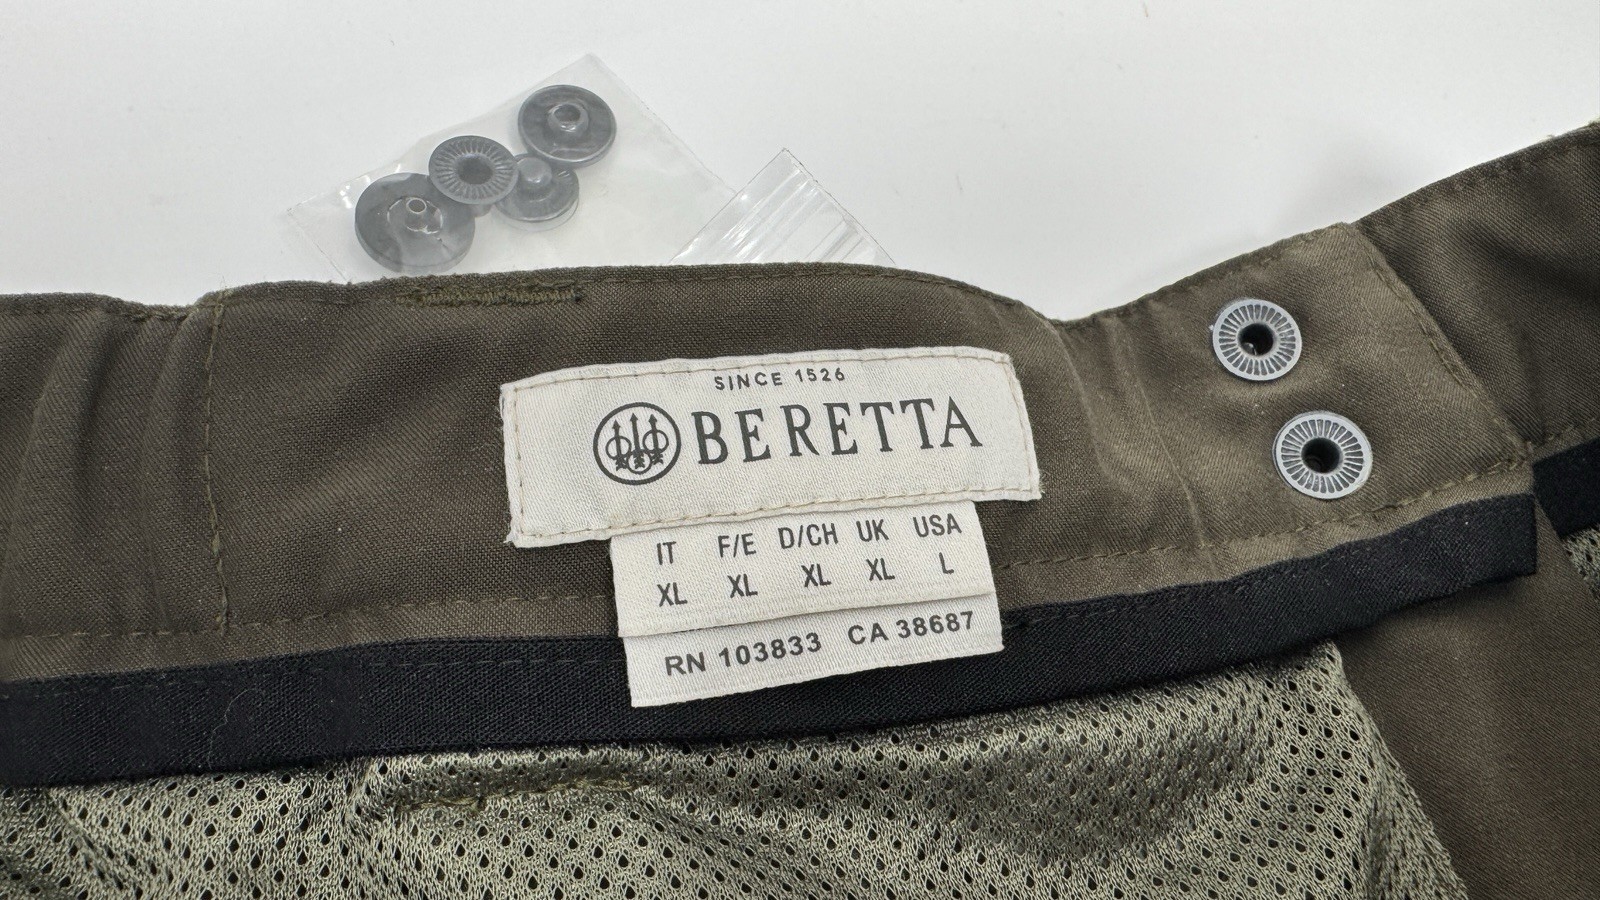 SINCE 1526
BERETTA
IT F/E D/CH UK USA
XL XL XL XL L
RN 103833 CA 38687